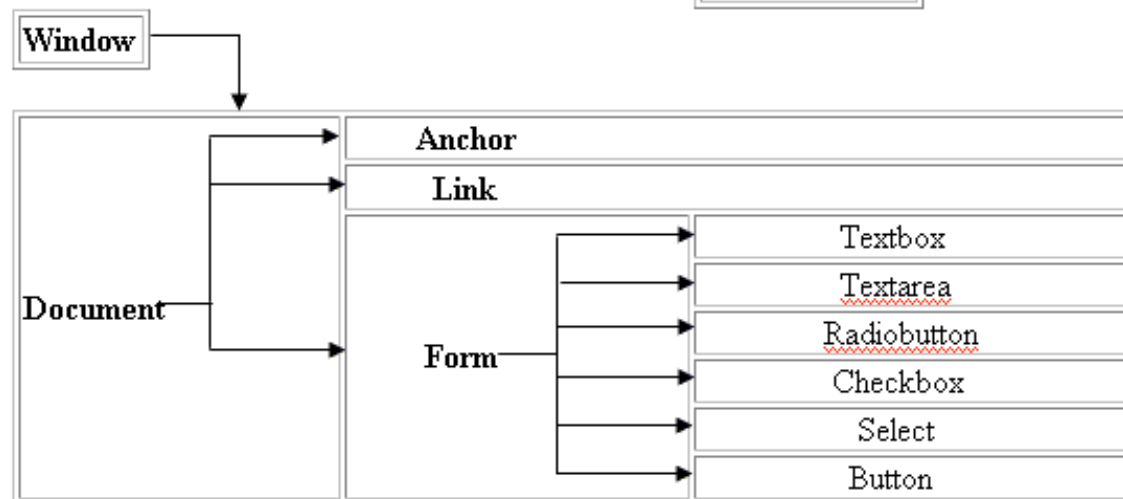 Window
Anchor
Link
Document
Form
Textbox
Textarea
Radiobutton
Checkbox
Select
Button